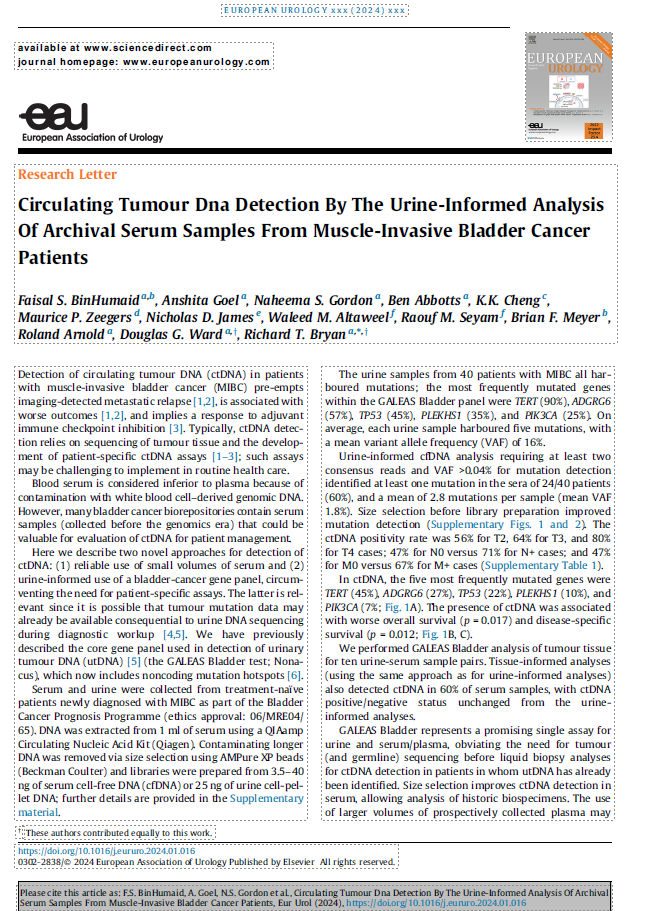 EUROPEAN UROLOGY xxx (2024) xxx
available at www.sciencedirect.com
journal homepage: www.europeanurology.com
EUROPEAN
UROLOGY
eau
European Association of Urology
Research Letter
Circulating Tumour Dna Detection By The Urine-Informed Analysis
Of Archival Serum Samples From Muscle-Invasive Bladder Cancer
Patients
Faisal S. BinHumaid a,b, Anshita Goel a, Naheema S. Gordon a, Ben Abbotts a, K.K. Cheng c,
Maurice P. Zeegers d, Nicholas D. James e, Waleed M. Altaweel f, Raouf M. Seyam f, Brian F. Meyer b,
Roland Arnold a, Douglas G. Ward a,†, Richard T. Bryan a,*,†
Detection of circulating tumour DNA (ctDNA) in patients
with muscle-invasive bladder cancer (MIBC) pre-empts
imaging-detected metastatic relapse [1,2], is associated with
worse outcomes [1,2], and implies a response to adjuvant
immune checkpoint inhibition [3]. Typically, ctDNA detec-
tion relies on sequencing of tumour tissue and the develop-
ment of patient-specific ctDNA assays [1–3]; such assays
may be challenging to implement in routine health care.
Blood serum is considered inferior to plasma because of
contamination with white blood cell–derived genomic DNA.
However, many bladder cancer biorepositories contain serum
samples (collected before the genomics era) that could be
valuable for evaluation of ctDNA for patient management.
Here we describe two novel approaches for detection of
ctDNA: (1) reliable use of small volumes of serum and (2)
urine-informed use of a bladder-cancer gene panel, circum-
venting the need for patient-specific assays. The latter is rel-
evant since it is possible that tumour mutation data may
already be available consequential to urine DNA sequencing
during diagnostic workup [4,5]. We have previously
described the core gene panel used in detection of urinary
tumour DNA (utDNA) [5] (the GALEAS Bladder test; Nona-
cus), which now includes noncoding mutation hotspots [6].
Serum and urine were collected from treatment-naïve
patients newly diagnosed with MIBC as part of the Bladder
Cancer Prognosis Programme (ethics approval: 06/MRE04/
65). DNA was extracted from 1 ml of serum using a QIAamp
Circulating Nucleic Acid Kit (Qiagen). Contaminating longer
DNA was removed via size selection using AMPure XP beads
(Beckman Coulter) and libraries were prepared from 3.5–40
ng of serum cell-free DNA (cfDNA) or 25 ng of urine cell-pel-
let DNA; further details are provided in the Supplementary
material.
The urine samples from 40 patients with MIBC all har-
boured mutations; the most frequently mutated genes
within the GALEAS Bladder panel were TERT (90%), ADGRG6
(57%), TP53 (45%), PLEKHS1 (35%), and PIK3CA (25%). On
average, each urine sample harboured five mutations, with
a mean variant allele frequency (VAF) of 16%.
Urine-informed cfDNA analysis requiring at least two
consensus reads and VAF >0.04% for mutation detection
identified at least one mutation in the sera of 24/40 patients
(60%), and a mean of 2.8 mutations per sample (mean VAF
1.8%). Size selection before library preparation improved
mutation detection (Supplementary Figs. 1 and 2). The
ctDNA positivity rate was 56% for T2, 64% for T3, and 80%
for T4 cases; 47% for N0 versus 71% for N+ cases; and 47%
for M0 versus 67% for M+ cases (Supplementary Table 1).
In ctDNA, the five most frequently mutated genes were
TERT (45%), ADGRG6 (27%), TP53 (22%), PLEKHS1 (10%), and
PIK3CA (7%; Fig. 1A). The presence of ctDNA was associated
with worse overall survival (p = 0.017) and disease-specific
survival (p = 0.012; Fig. 1B, C).
We performed GALEAS Bladder analysis of tumour tissue
for ten urine-serum sample pairs. Tissue-informed analyses
(using the same approach as for urine-informed analyses)
also detected ctDNA in 60% of serum samples, with ctDNA
positive/negative status unchanged from the urine-
informed analyses.
GALEAS Bladder represents a promising single assay for
urine and serum/plasma, obviating the need for tumour
(and germline) sequencing before liquid biopsy analyses
for ctDNA detection in patients in whom utDNA has already
been identified. Size selection improves ctDNA detection in
serum, allowing analysis of historic biospecimens. The use
of larger volumes of prospectively collected plasma may
† These authors contributed equally to this work.
https://doi.org/10.1016/j.eururo.2024.01.016
0302-2838/© 2024 European Association of Urology Published by Elsevier All rights reserved.
Please cite this article as: F.S. BinHumaid, A. Goel, N.S. Gordon et al., Circulating Tumour Dna Detection By The Urine-Informed Analysis Of Archival
Serum Samples From Muscle-Invasive Bladder Cancer Patients, Eur Urol (2024), https://doi.org/10.1016/j.eururo.2024.01.016